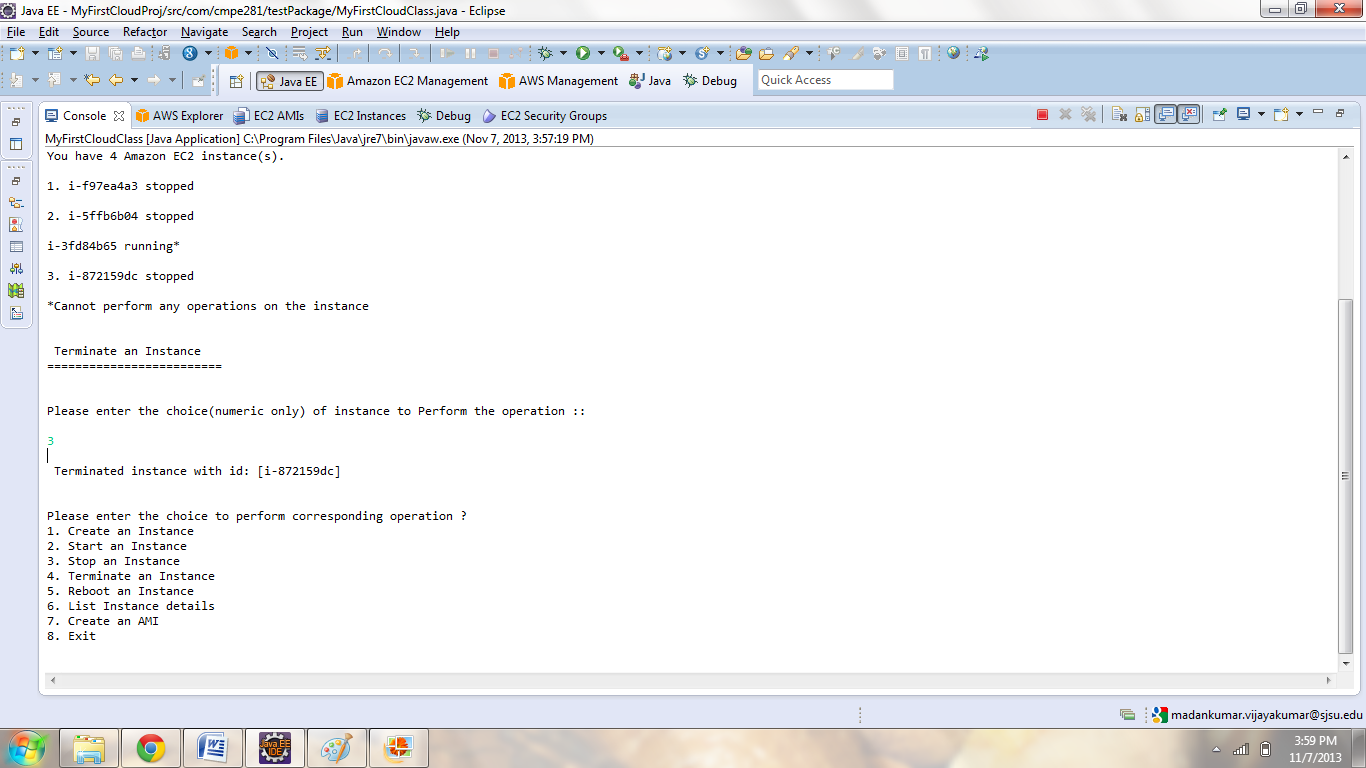 Java EE - MyFirstCloudProj/src/com/cmpe281/testPackage/MyFirstCloudClass.java - Eclipse
File Edit Source Refactor Navigate Search Project Run Window Help
Java EE Amazon EC2 Management AWS Management Java Debug Quick Access
Console AWS Explorer EC2 AMIs EC2 Instances Debug EC2 Security Groups
MyFirstCloudClass [Java Application] C:\Program Files\Java\jre7\bin\javaw.exe (Nov 7, 2013, 3:57:19 PM)
You have 4 Amazon EC2 instance(s).
1. i-f97ea4a3 stopped
2. i-5ffb6b04 stopped
i-3fd84b65 running*
3. i-872159dc stopped
*Cannot perform any operations on the instance
Terminate an Instance
=========================
Please enter the choice(numeric only) of instance to Perform the operation ::
3
Terminated instance with id: [i-872159dc]
Please enter the choice to perform corresponding operation ?
1. Create an Instance
2. Start an Instance
3. Stop an Instance
4. Terminate an Instance
5. Reboot an Instance
6. List Instance details
7. Create an AMI
8. Exit
madankumar.vijayakumar@sjsu.edu
Java EE
IDE
3:59 PM
11/7/2013